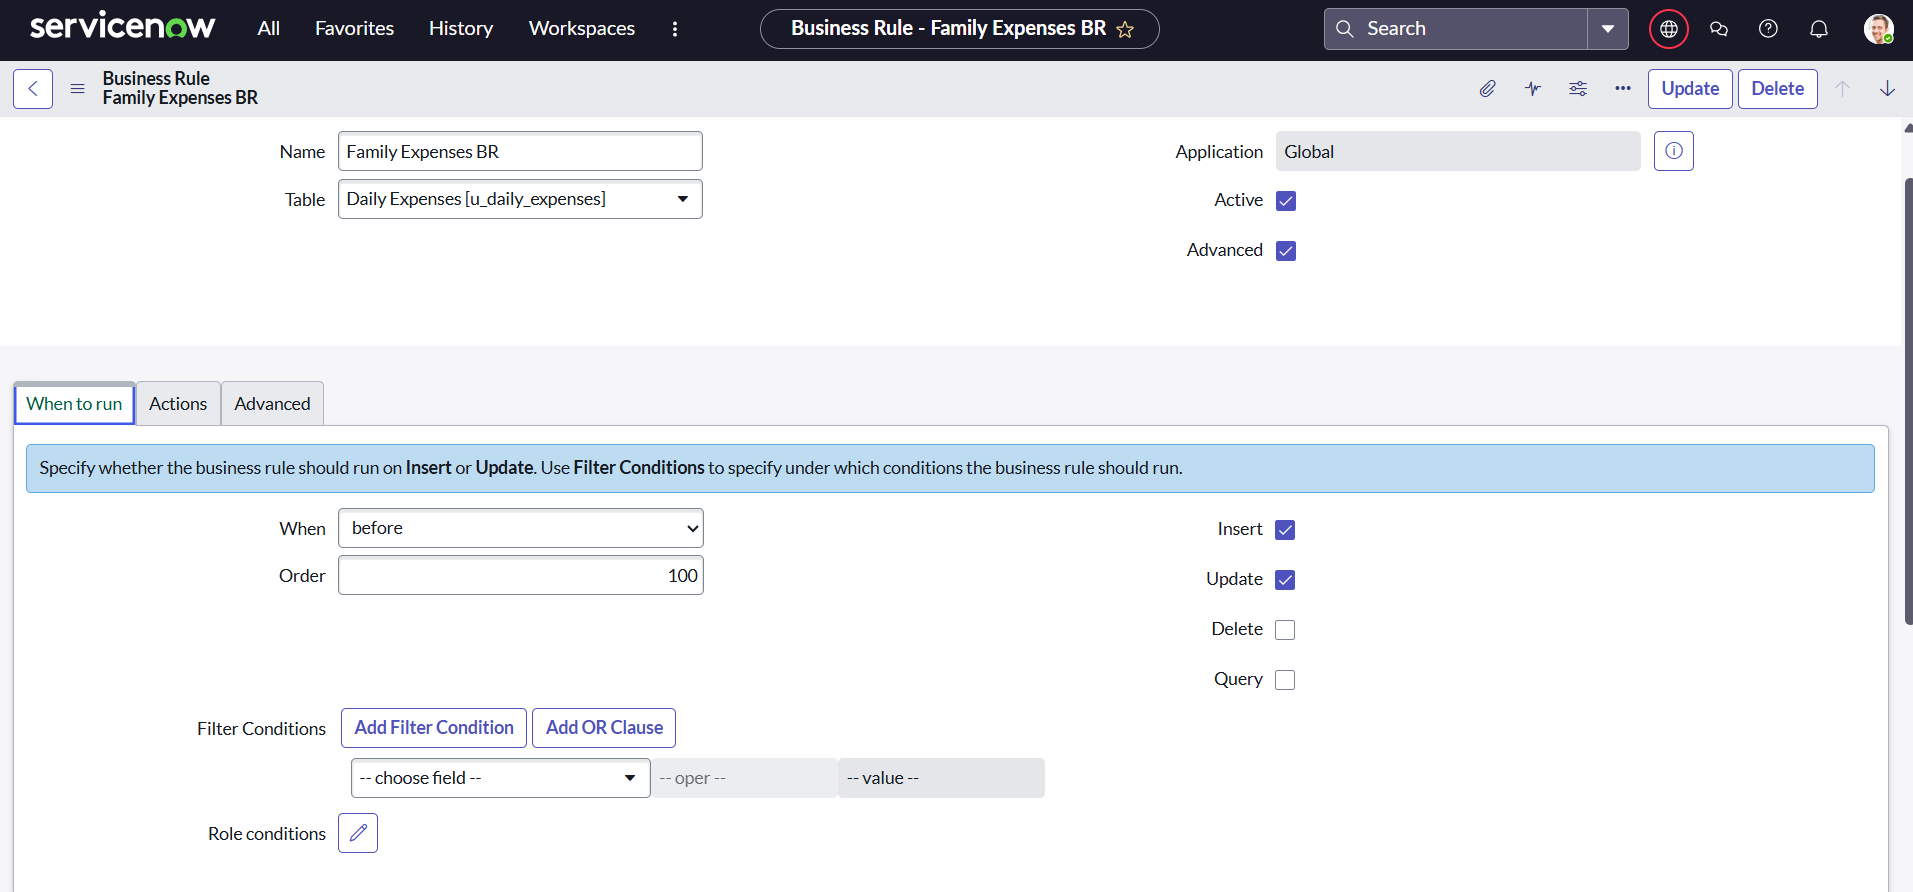 servicenow All Favorites History Workspaces Business Rule - Family Expenses BR Search
Business Rule
Family Expenses BR
Update Delete
Name Family Expenses BR Application Global
Table Daily Expenses [u_daily_expenses] Active
Advanced
When to run Actions Advanced
Specify whether the business rule should run on Insert or Update. Use Filter Conditions to specify under which conditions the business rule should run.
When before Insert
Order 100 Update
Delete
Query
Filter Conditions Add Filter Condition Add OR Clause
-- choose field -- -- oper -- -- value --
Role conditions